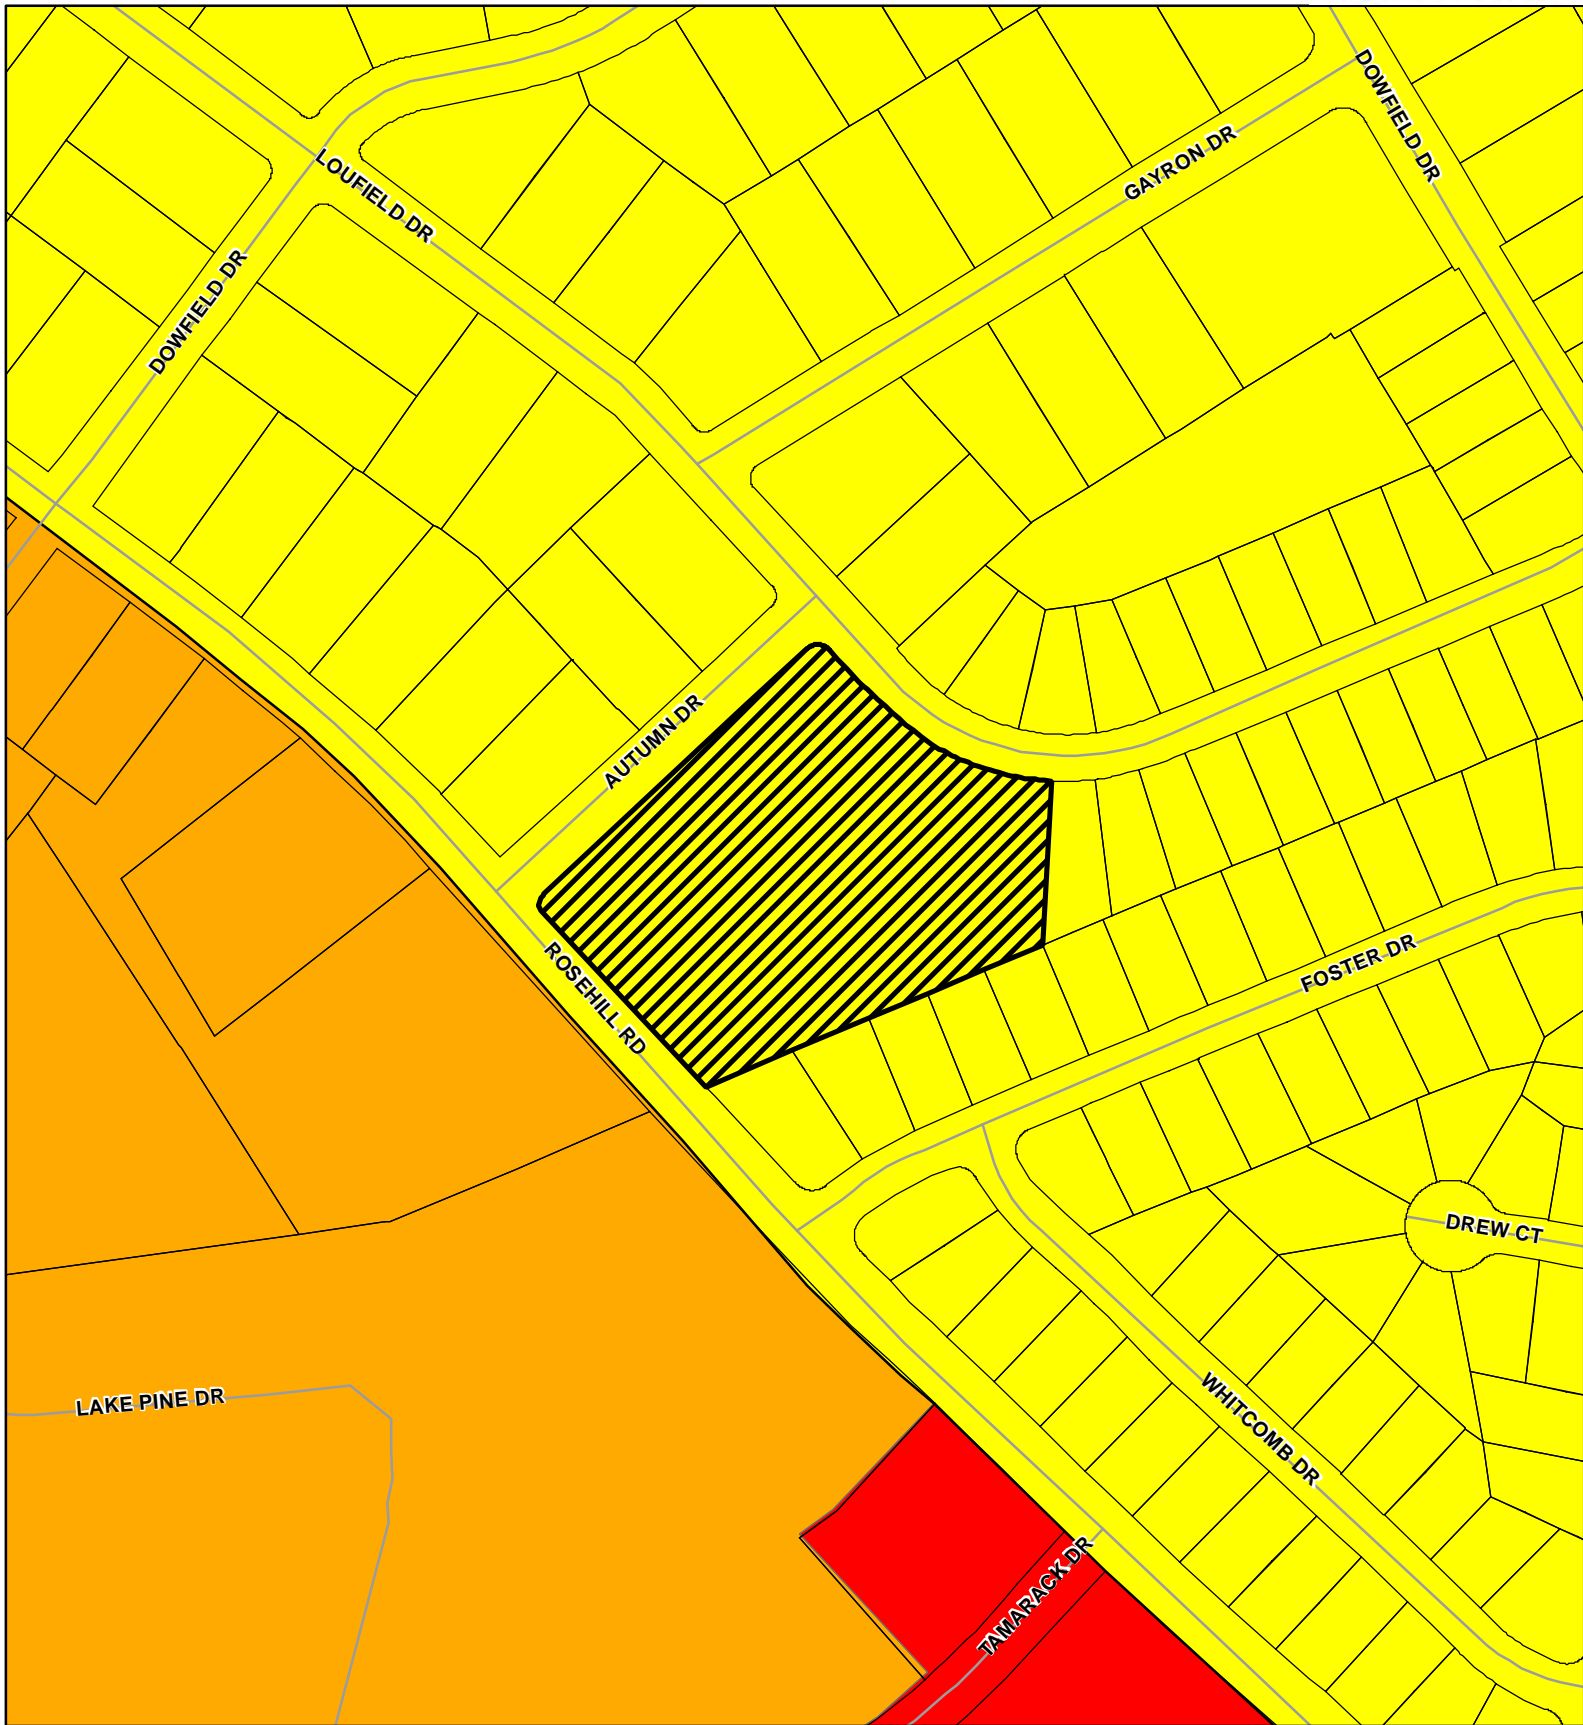 DOWFIELD DR
GAYRON DR
LOUFIELD DR
DOWFIELD DR
AUTUMN DR
ROSEHILL RD
FOSTER DR
DREW CT
LAKE PINE DR
WHITCOMB DR
TAMARACK DR